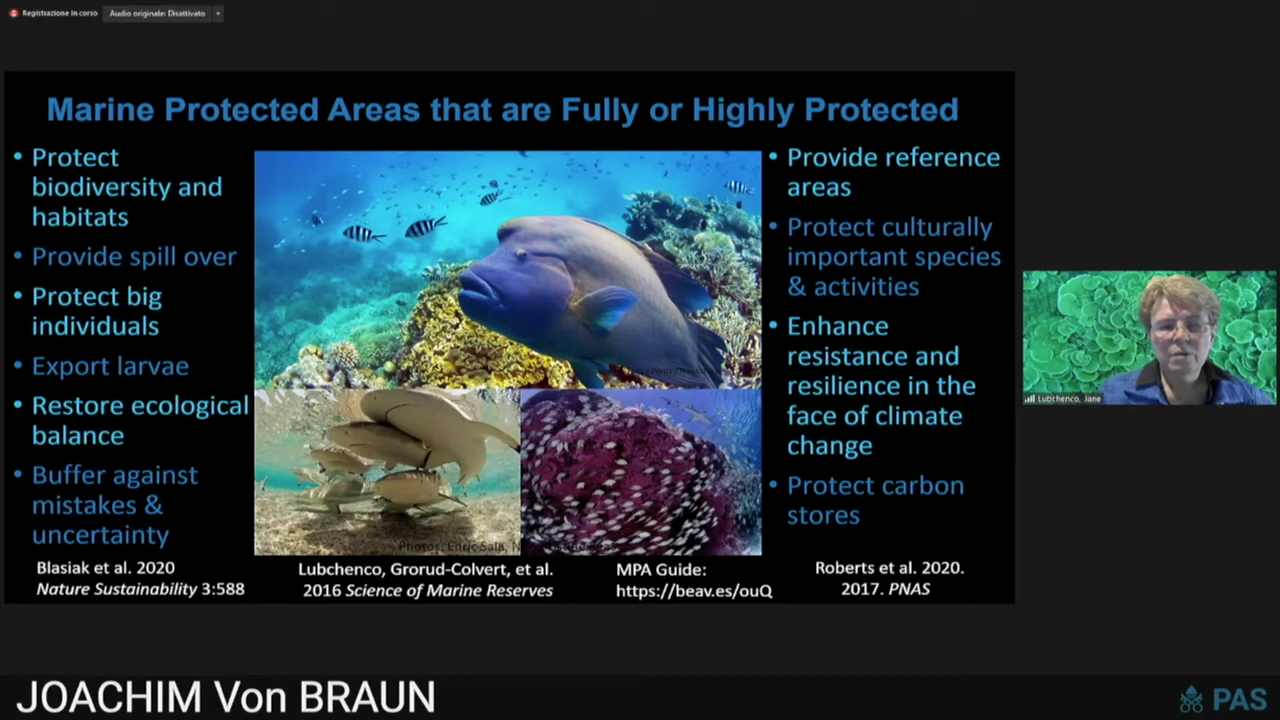 Registrazione in corso
Audio originale: Disattivato
Marine Protected Areas that are Fully or Highly Protected
• Protect
biodiversity and
habitats
• Provide spill over
• Protect big
individuals
• Export larvae
• Restore ecological
balance
• Buffer against
mistakes &
uncertainty
• Provide reference
areas
• Protect culturally
important species
& activities
• Enhance
resistance and
resilience in the
face of climate
change
• Protect carbon
stores
Photos: Enric Sala,
Blasiak et al. 2020
Nature Sustainability 3:588
Lubchenco, Grorud-Colvert, et al.
2016 Science of Marine Reserves
MPA Guide:
https://beav.es/ouQ
Roberts et al. 2020.
2017. PNAS
Lubchenco, Jane
JOACHIM Von BRAUN
PAS